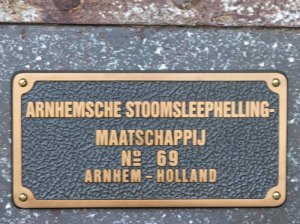 ARNHEMSCHE STOOMSLEEPHELLING-
MAATSCHAPPIJ
Nº 69
ARNHEM - HOLLAND